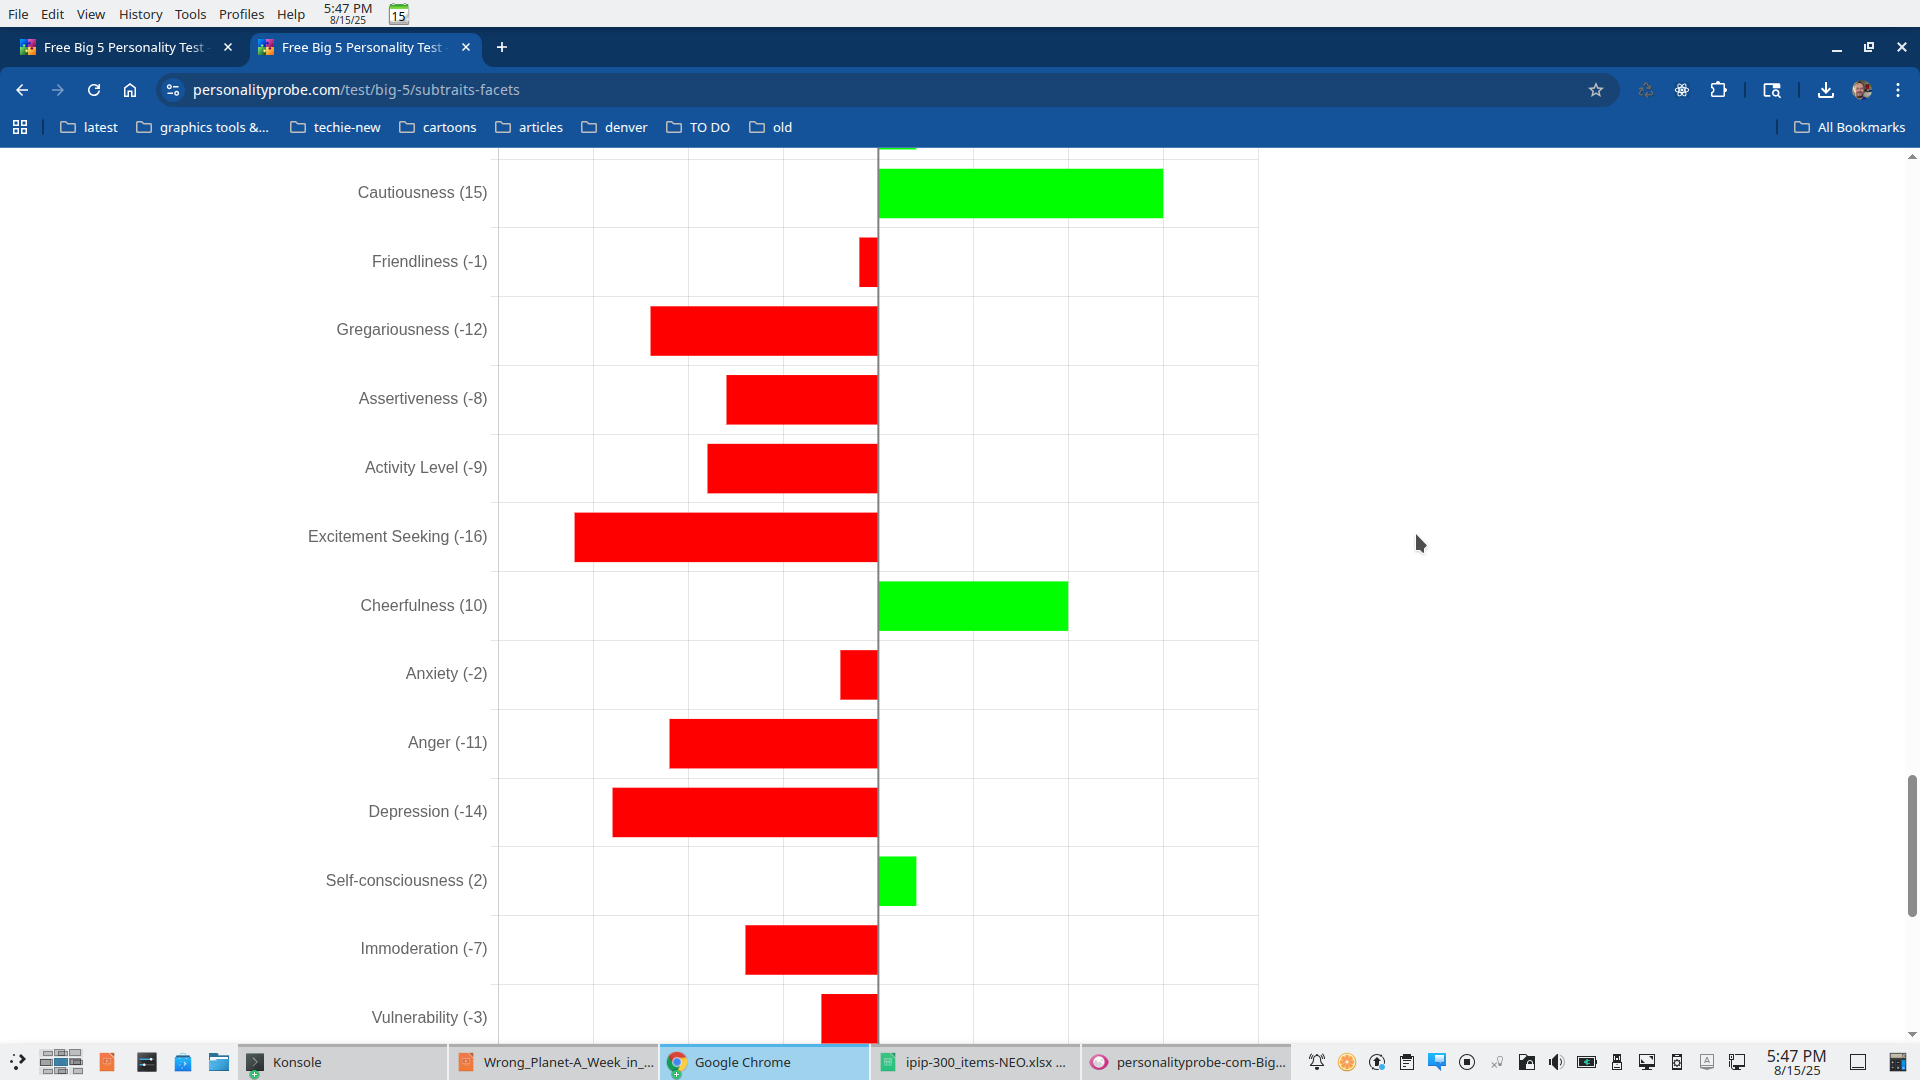 File Edit View History Tools Profiles Help 5:47 PM
8/15/25 15
Free Big 5 Personality Test Free Big 5 Personality Test
personalityprobe.com/test/big-5/subtraits-facets
latest graphics tools &... techie-new cartoons articles denver TO DO old All Bookmarks
Cautiousness (15)
Friendliness (-1)
Gregariousness (-12)
Assertiveness (-8)
Activity Level (-9)
Excitement Seeking (-16)
Cheerfulness (10)
Anxiety (-2)
Anger (-11)
Depression (-14)
Self-consciousness (2)
Immoderation (-7)
Vulnerability (-3)
Konsole Wrong_Planet-A_Week_in_... Google Chrome ipip-300_items-NEO.xlsx ... personalityprobe-com-Big... A 5:47 PM
8/15/25